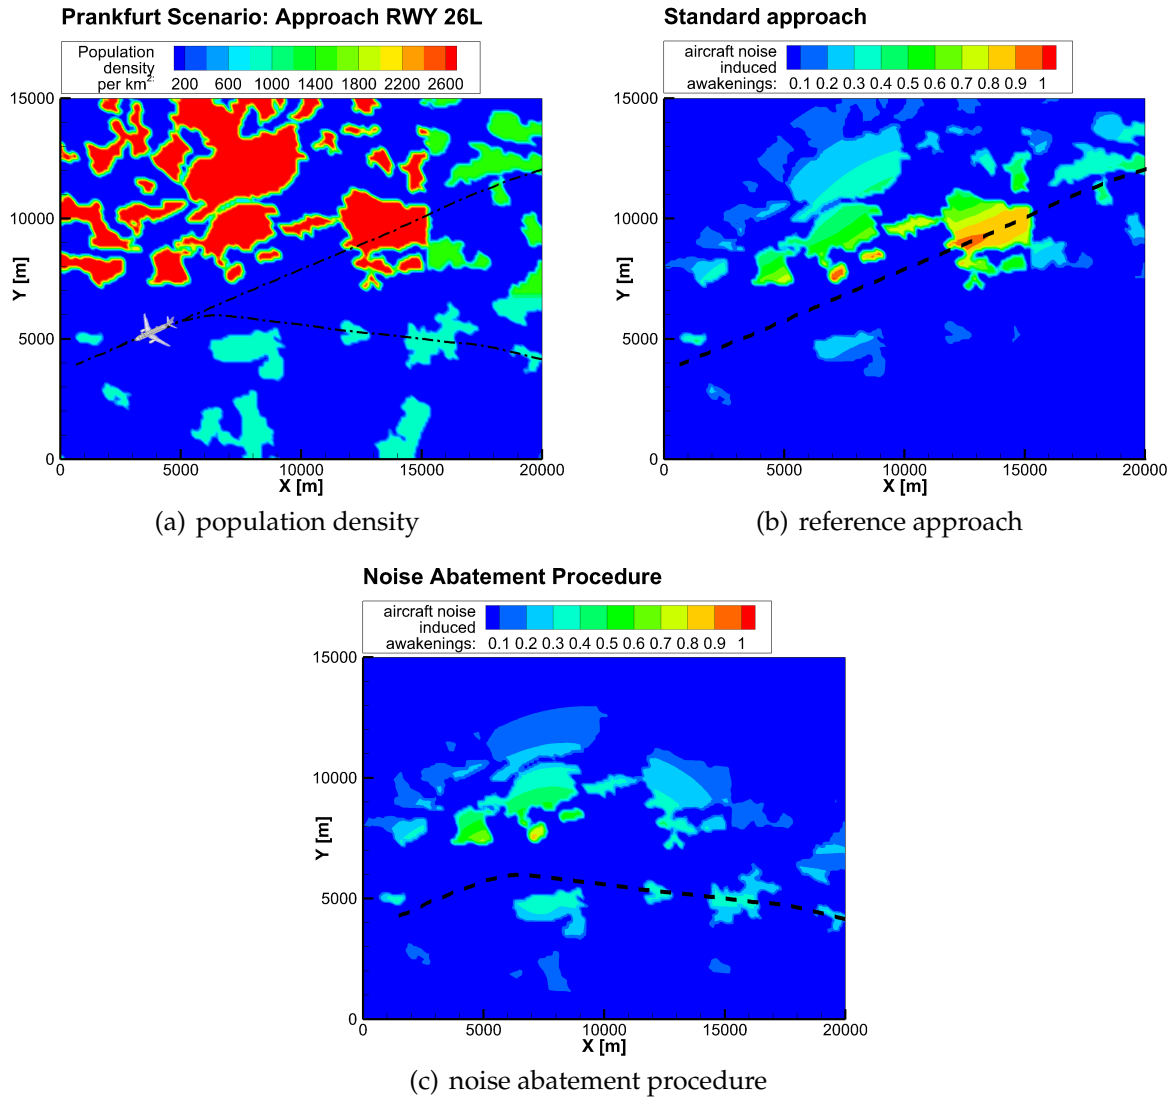 Prankfurt Scenario: Approach RWY 26L
Population
density
per km²:
200 600 1000 1400 1800 2200 2600
15000
10000
5000
0
Y [m]
0 5000 10000 15000 20000
X [m]
(a) population density
Standard approach
aircraft noise
induced
awakenings:
0.1 0.2 0.3 0.4 0.5 0.6 0.7 0.8 0.9 1
15000
10000
5000
0
Y [m]
0 5000 10000 15000 20000
X [m]
(b) reference approach
Noise Abatement Procedure
aircraft noise
induced
awakenings:
0.1 0.2 0.3 0.4 0.5 0.6 0.7 0.8 0.9 1
15000
10000
5000
0
Y [m]
0 5000 10000 15000 20000
X [m]
(c) noise abatement procedure